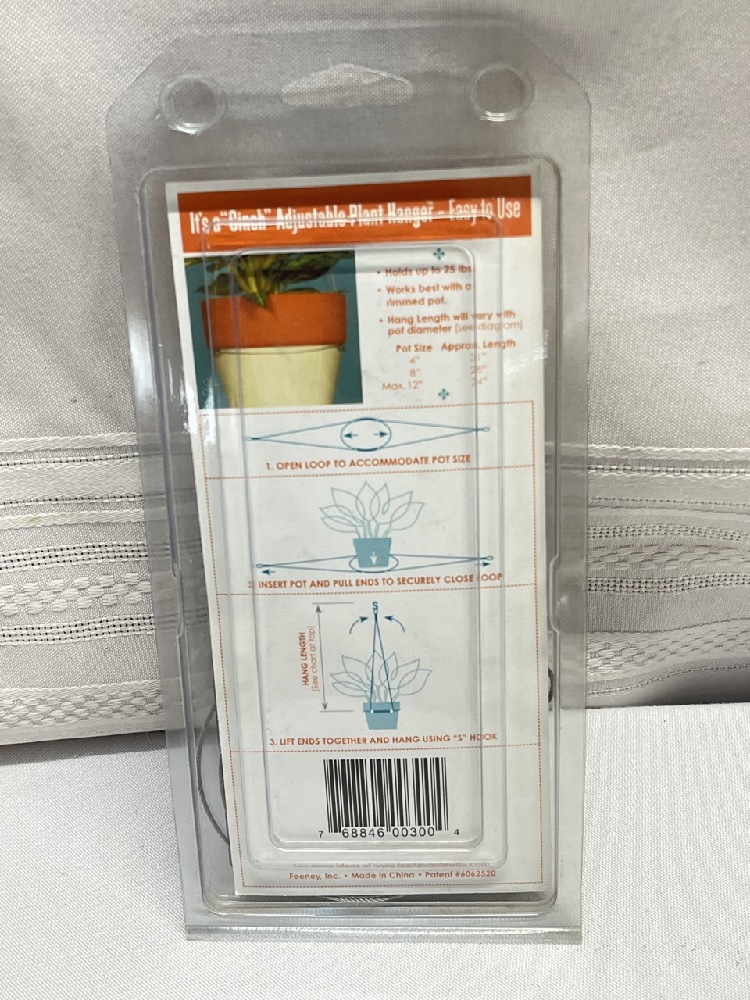 It's a "Cinch" Adjustable Plant Hanger - Easy to Use
• Holds up to 25 lbs.
• Works best with a
rimmed pot.
• Hang Length will vary with
pot diameter (see diagram)
Pot Size Approx. Length
4"
8"
Max. 12" 24"
1. OPEN LOOP TO ACCOMMODATE POT SIZE
2. INSERT POT AND PULL ENDS TO SECURELY CLOSE LOOP
S
HANG LENGTH
(See chart at top)
3. LIFT ENDS TOGETHER AND HANG USING "S" HOOK
7 68846 00300 4
Feeney, Inc. • Made in China • Patent #6062520